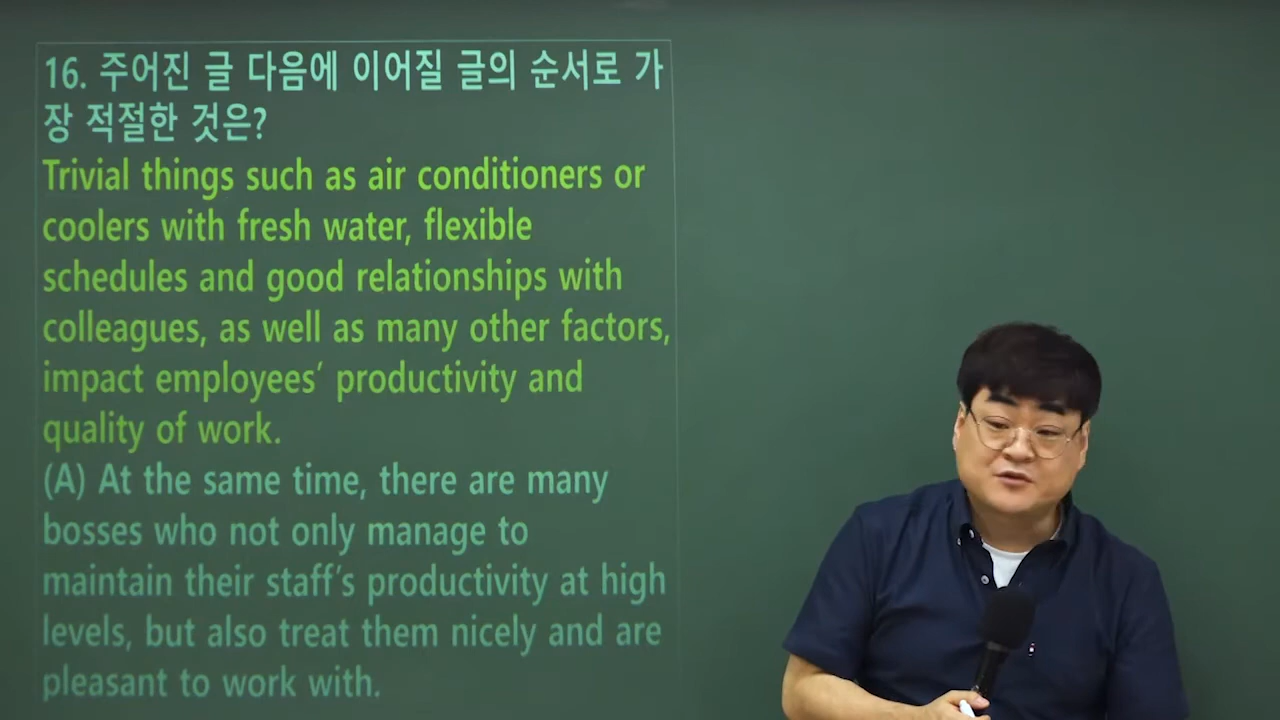 16. 주어진 글 다음에 이어질 글의 순서로 가
장 적절한 것은?
Trivial things such as air conditioners or
coolers with fresh water, flexible
schedules and good relationships with
colleagues, as well as many other factors,
impact employees’ productivity and
quality of work.
(A) At the same time, there are many
bosses who not only manage to
maintain their staff’s productivity at high
levels, but also treat them nicely and are
pleasant to work with.